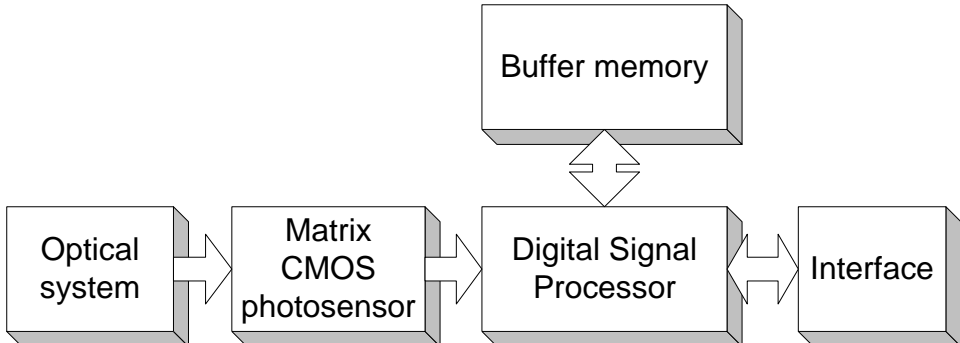 Buffer memory
Optical
system
Matrix
CMOS
photosensor
Digital Signal
Processor
Interface